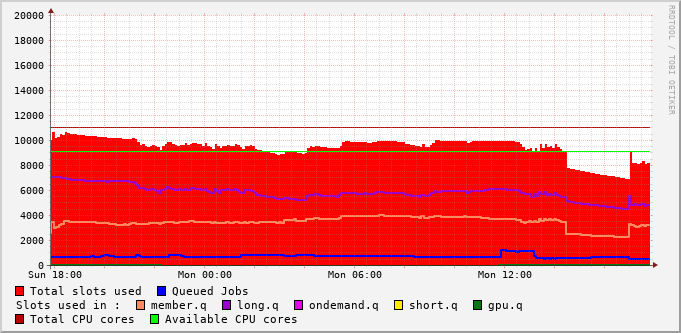 20000
18000
16000
14000
12000
10000
8000
6000
4000
2000
0
Sun 18:00 Mon 00:00 Mon 06:00 Mon 12:00
RRDTOOL / TOBI OETIKER
Total slots used Queued Jobs
Slots used in : member.q long.q ondemand.q short.q gpu.q
Total CPU cores Available CPU cores